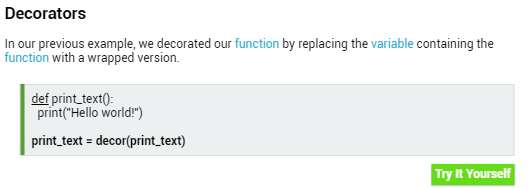 Decorators
In our previous example, we decorated our function by replacing the variable containing the
function with a wrapped version.
def print_text():
  print("Hello world!")
print_text = decor(print_text)
Try It Yourself